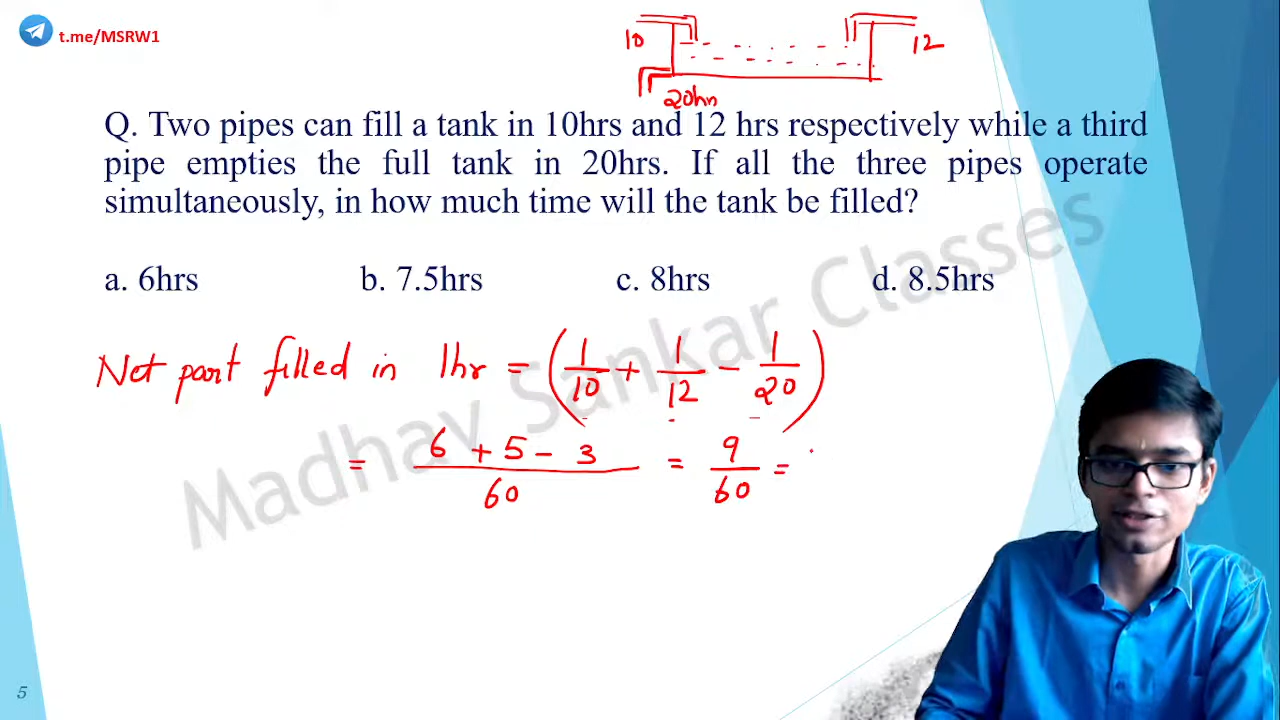 t.me/MSRW1
10
12
20hrs
Q. Two pipes can fill a tank in 10hrs and 12 hrs respectively while a third
pipe empties the full tank in 20hrs. If all the three pipes operate
simultaneously, in how much time will the tank be filled?
a. 6hrs b. 7.5hrs c. 8hrs d. 8.5hrs
Net part filled in 1hr = (1/10 + 1/12 - 1/20)
= 6 + 5 - 3 / 60 = 9/60 =
Madhav Sankar Classes
5